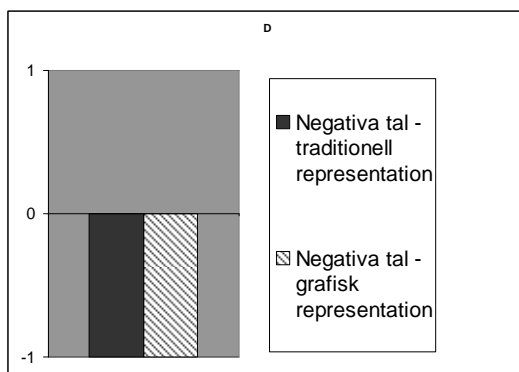 D
1
0
-1
Negativa tal -
traditionell
representation
Negativa tal -
grafisk
representation